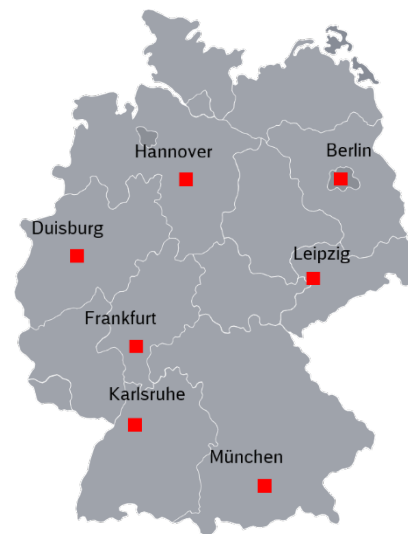 Hannover
Berlin
Duisburg
Leipzig
Frankfurt
Karlsruhe
München